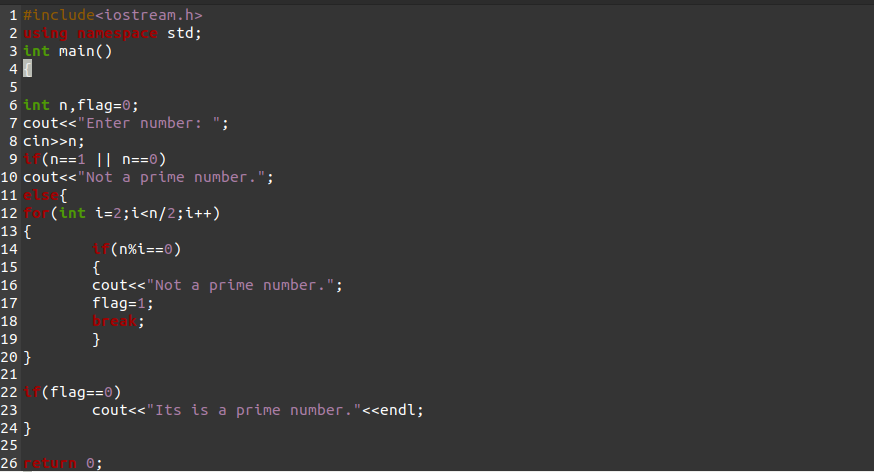 1 #include<iostream.h>
2 using namespace std;
3 int main()
4 {
5
6 int n,flag=0;
7 cout<<"Enter number: ";
8 cin>>n;
9 if(n==1 || n==0)
10 cout<<"Not a prime number.";
11 else{
12 for(int i=2;i<n/2;i++)
13 {
14         if(n%i==0)
15         {
16         cout<<"Not a prime number.";
17         flag=1;
18         break;
19         }
20 }
21
22 if(flag==0)
23         cout<<"Its is a prime number."<<endl;
24 }
25
26 return 0;